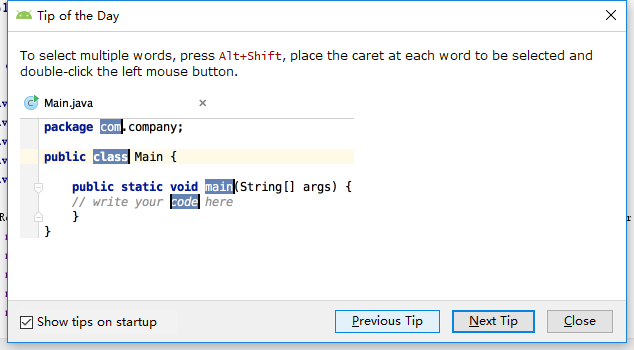 Tip of the Day
To select multiple words, press Alt+Shift, place the caret at each word to be selected and
double-click the left mouse button.
Main.java
package com.company;
public class Main {
public static void main(String[] args) {
// write your code here
}
}
Show tips on startup
Previous Tip
Next Tip
Close